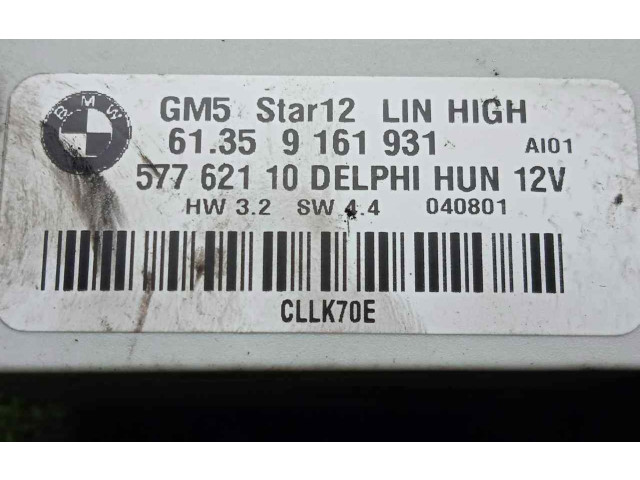 BMW
GM5 Star12 LIN HIGH
61.35 9 161 931 AI01
577 621 10 DELPHI HUN 12V
HW 3.2 SW 4.4 040801
CLLK70E